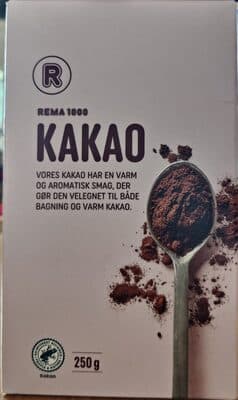 R
REMA 1000
KAKAO
VORES KAKAO HAR EN VARM
OG AROMATISK SMAG, DER
GØR DEN VELEGNET TIL BÅDE
BAGNING OG VARM KAKAO.
Kakao
250 g